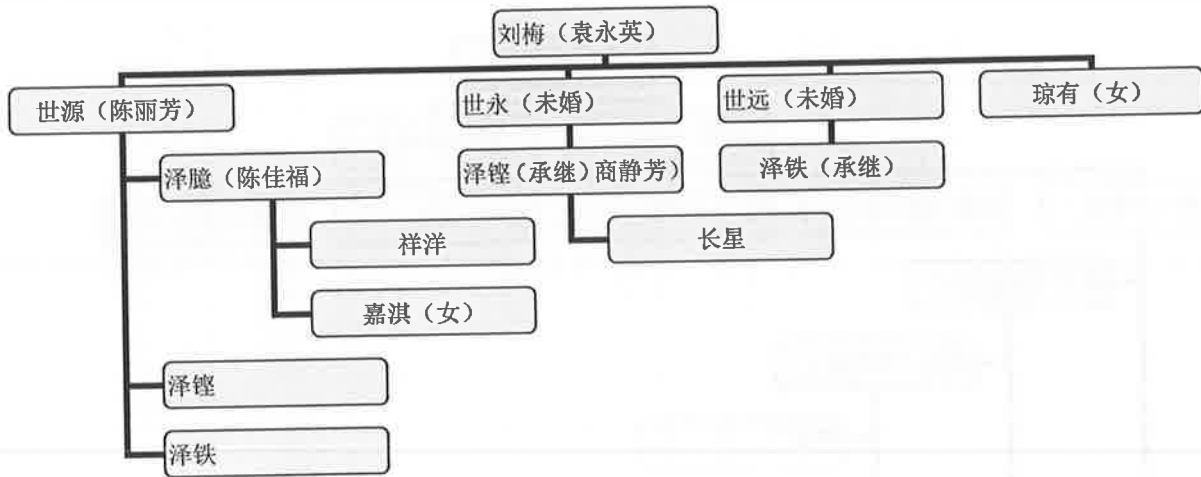 刘梅（袁永英）
世源（陈丽芳）
世永（未婚）
世远（未婚）
琼有（女）
泽臆（陈佳福）
泽铿（承继）商静芳）
泽铁（承继）
祥洋
长星
嘉淇（女）
泽铿
泽铁